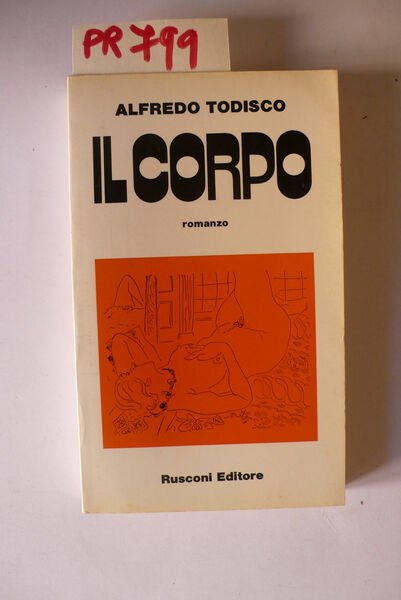 PR 799
ALFREDO TODISCO
IL CORPO
romanzo
Rusconi Editore